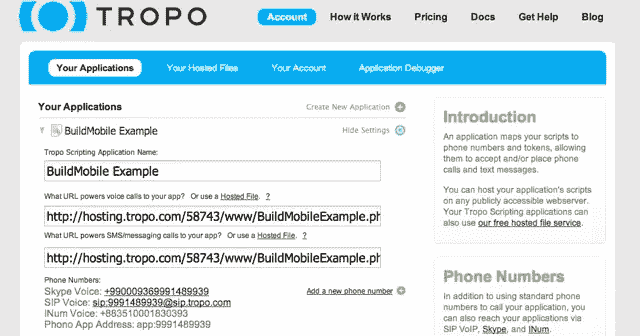 TROPO
Account How it Works Pricing Docs Get Help Blog
Your Applications Your Hosted Files Your Account Application Debugger
Your Applications
Create New Application
BuildMobile Example
Hide Settings
Tropo Scripting Application Name:
BuildMobile Example
What URL powers voice calls to your app? Or use a Hosted File. ?
http://hosting.tropo.com/58743/www/BuildMobileExample.ph
What URL powers SMS/messaging calls to your app? Or use a Hosted File. ?
http://hosting.tropo.com/58743/www/BuildMobileExample.ph
Phone Numbers:
Skype Voice: +990009369991489939
Add a new phone number
SIP Voice: sip:9991489939@sip.tropo.com
INum Voice: +883510001830393
Phono App Address: app:9991489939
Introduction
An application maps your scripts to
phone numbers and tokens, allowing
them to accept and/or place phone
calls and text messages.
You can host your application's scripts
on any publicly accessible webserver.
Your Tropo Scripting applications can
also use our free hosted file service.
Phone Numbers
In addition to using standard phone
numbers to call your application, you
can also reach your applications via
SIP VoIP, Skype, and INum.